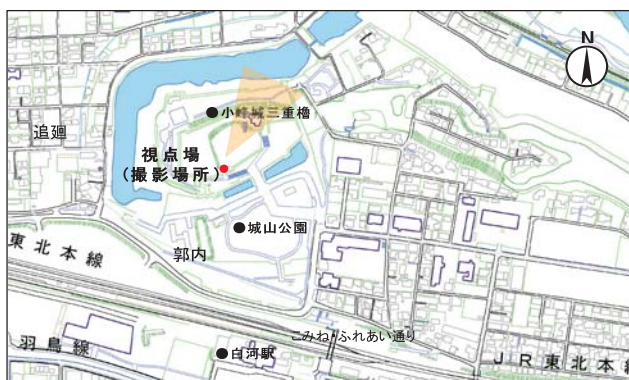 N
●小峰城三重櫓
追廻
視点場
（撮影場所）
●城山公園
郭内
東北本線
こみね・ふれあい通り
羽鳥線
●白河駅
JR東北本線